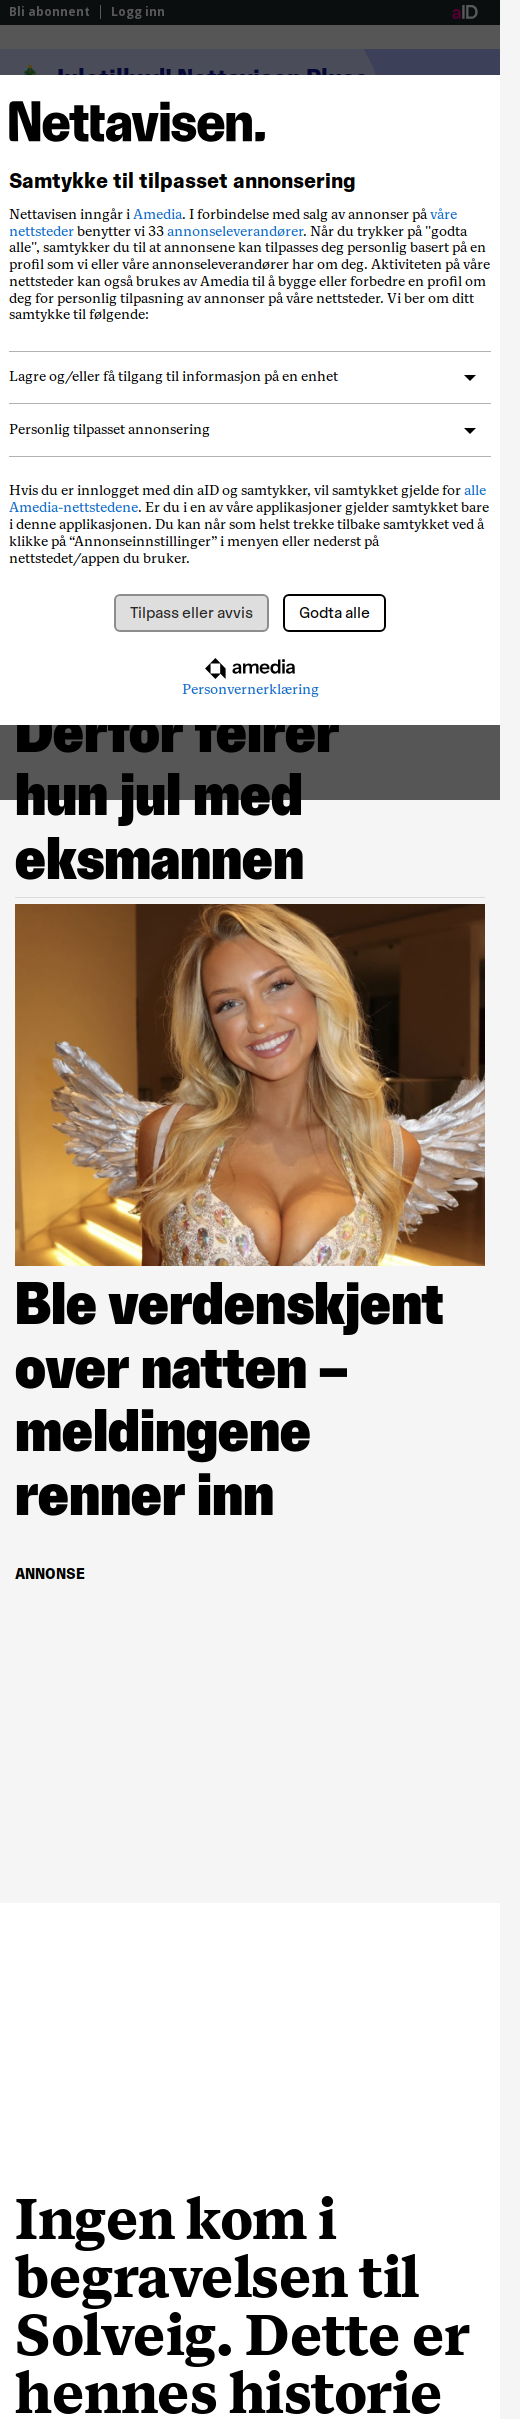 Bli abonnent
Logg inn
aID
Juletilbud! Nettavisen Pluss
Nettavisen.
Samtykke til tilpasset annonsering
Nettavisen inngår i Amedia. I forbindelse med salg av annonser på våre
nettsteder benytter vi 33 annonseleverandører. Når du trykker på "godta
alle", samtykker du til at annonsene kan tilpasses deg personlig basert på en
profil som vi eller våre annonseleverandører har om deg. Aktiviteten på våre
nettsteder kan også brukes av Amedia til å bygge eller forbedre en profil om
deg for personlig tilpasning av annonser på våre nettsteder. Vi ber om ditt
samtykke til følgende:
Lagre og/eller få tilgang til informasjon på en enhet
Personlig tilpasset annonsering
Hvis du er innlogget med din aID og samtykker, vil samtykket gjelde for alle
Amedia-nettstedene. Er du i en av våre applikasjoner gjelder samtykket bare
i denne applikasjonen. Du kan når som helst trekke tilbake samtykket ved å
klikke på “Annonseinnstillinger” i menyen eller nederst på
nettstedet/appen du bruker.
Tilpass eller avvis
Godta alle
amedia
Personvernerklæring
Derfor feirer
hun jul med
eksmannen
Ble verdenskjent
over natten –
meldingene
renner inn
ANNONSE
Ingen kom i
begravelsen til
Solveig. Dette er
hennes historie